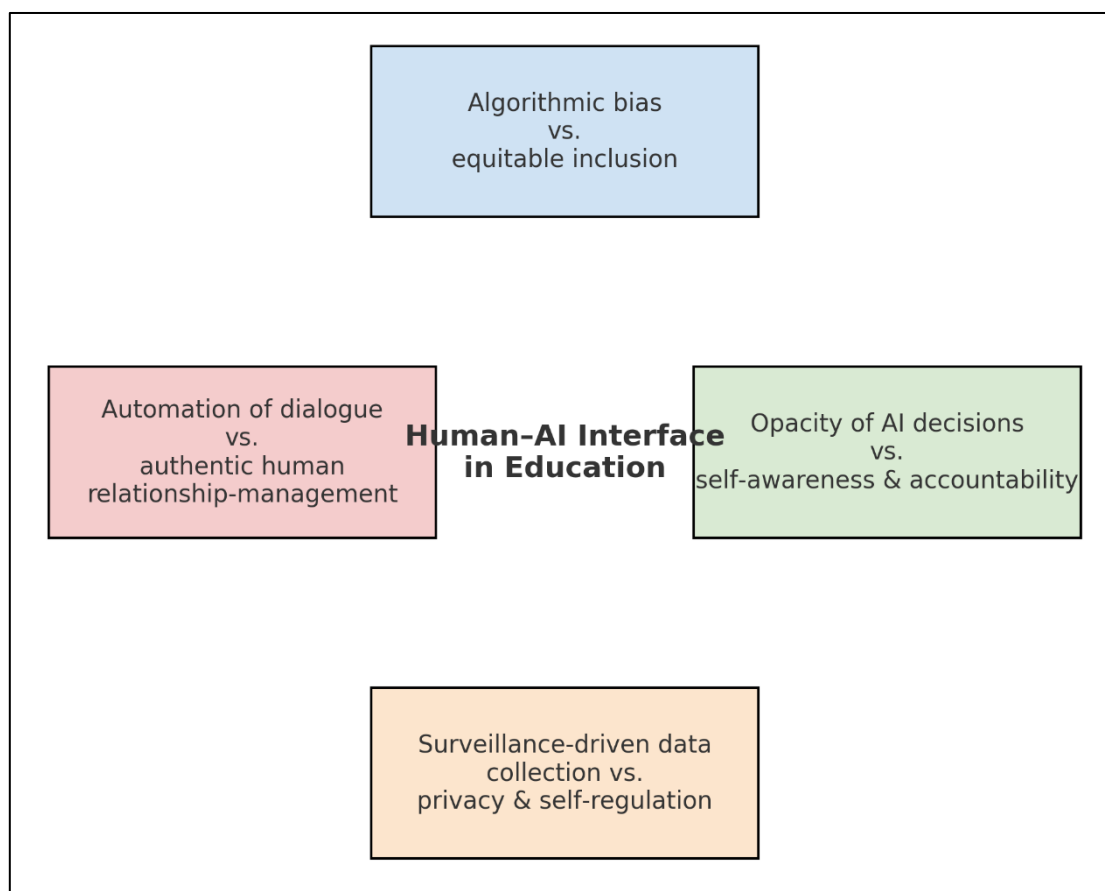 Algorithmic bias
vs.
equitable inclusion
Automation of dialogue
vs.
authentic human
relationship-management
Human–AI Interface
in Education
Opacity of AI decisions
vs.
self-awareness & accountability
Surveillance-driven data
collection vs.
privacy & self-regulation